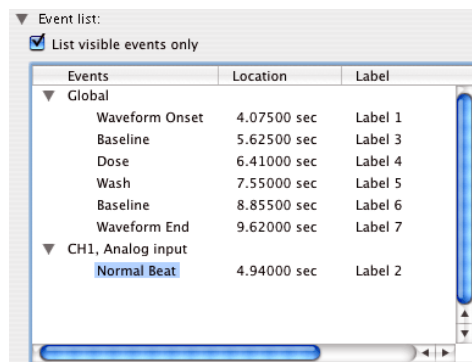 Event list:
List visible events only
Events Location Label
Global
Waveform Onset 4.07500 sec Label 1
Baseline 5.62500 sec Label 3
Dose 6.41000 sec Label 4
Wash 7.55000 sec Label 5
Baseline 8.85500 sec Label 6
Waveform End 9.62000 sec Label 7
CH1, Analog input
Normal Beat 4.94000 sec Label 2